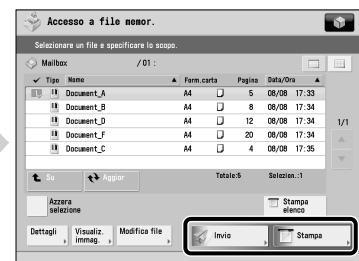 Accesso a file memor.
Selezionare un file e specificare lo scopo.
Mailbox / 01 :
Tipo Nome ▲ Form.carta Pagina Data/Ora ▲
Document_A A4 5 08/08 17:33
Document_B A4 8 08/08 17:34
Document_D A4 12 08/08 17:34
Document_F A4 20 08/08 17:34
Document_C A4 4 08/08 17:35
1/1
Su Aggior Totale:5 Selezion.:1
Azzera selezione
Stampa elenco
Dettagli Visualiz. immag. Modifica file Invio Stampa